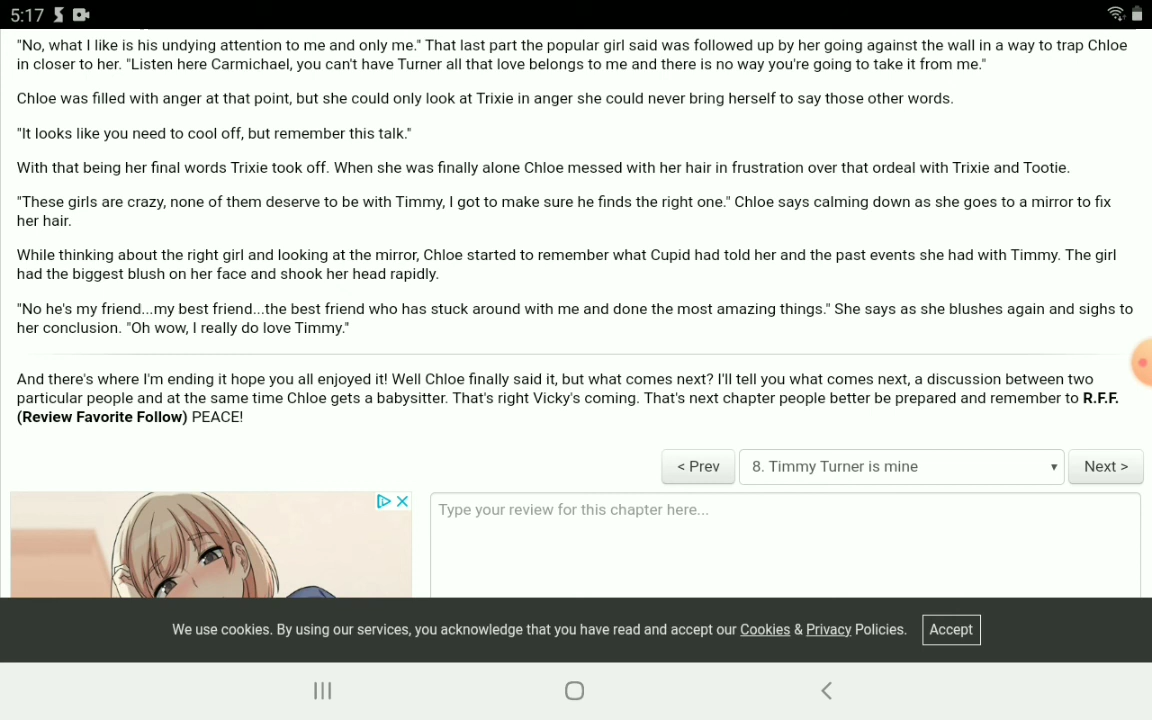 5:17
"No, what I like is his undying attention to me and only me." That last part the popular girl said was followed up by her going against the wall in a way to trap Chloe
in closer to her. "Listen here Carmichael, you can't have Turner all that love belongs to me and there is no way you're going to take it from me."
Chloe was filled with anger at that point, but she could only look at Trixie in anger she could never bring herself to say those other words.
"It looks like you need to cool off, but remember this talk."
With that being her final words Trixie took off. When she was finally alone Chloe messed with her hair in frustration over that ordeal with Trixie and Tootie.
"These girls are crazy, none of them deserve to be with Timmy, I got to make sure he finds the right one." Chloe says calming down as she goes to a mirror to fix
her hair.
While thinking about the right girl and looking at the mirror, Chloe started to remember what Cupid had told her and the past events she had with Timmy. The girl
had the biggest blush on her face and shook her head rapidly.
"No he's my friend...my best friend...the best friend who has stuck around with me and done the most amazing things." She says as she blushes again and sighs to
her conclusion. "Oh wow, I really do love Timmy."
And there's where I'm ending it hope you all enjoyed it! Well Chloe finally said it, but what comes next? I'll tell you what comes next, a discussion between two
particular people and at the same time Chloe gets a babysitter. That's right Vicky's coming. That's next chapter people better be prepared and remember to R.F.F.
(Review Favorite Follow) PEACE!
< Prev 8. Timmy Turner is mine Next >
Type your review for this chapter here...
We use cookies. By using our services, you acknowledge that you have read and accept our Cookies & Privacy Policies. Accept